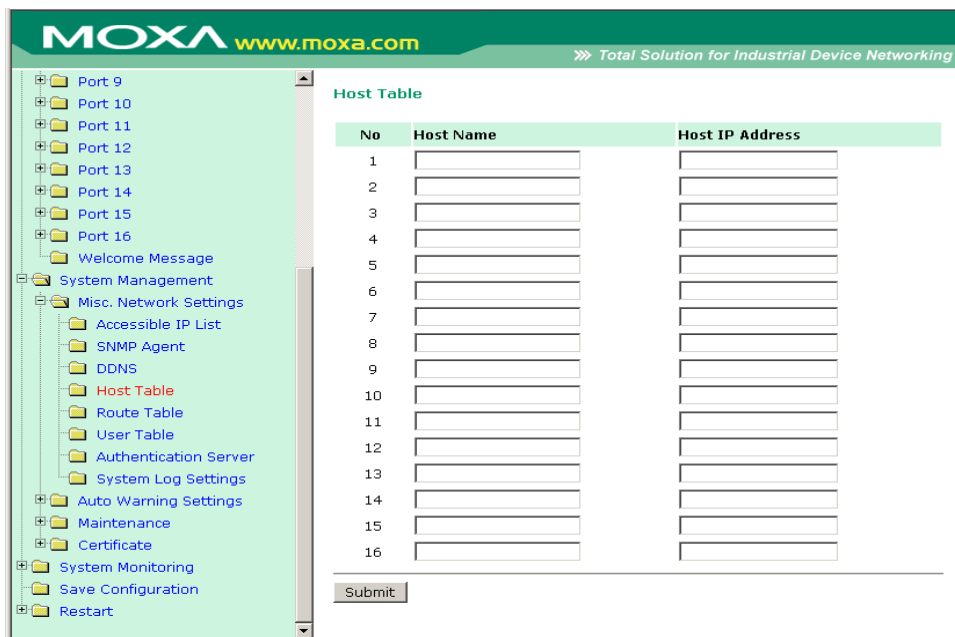 MOXA www.moxa.com
Total Solution for Industrial Device Networking
Port 9
Port 10
Port 11
Port 12
Port 13
Port 14
Port 15
Port 16
Welcome Message
System Management
Misc. Network Settings
Accessible IP List
SNMP Agent
DDNS
Host Table
Route Table
User Table
Authentication Server
System Log Settings
Auto Warning Settings
Maintenance
Certificate
System Monitoring
Save Configuration
Restart
Host Table
No Host Name Host IP Address
1
2
3
4
5
6
7
8
9
10
11
12
13
14
15
16
Submit